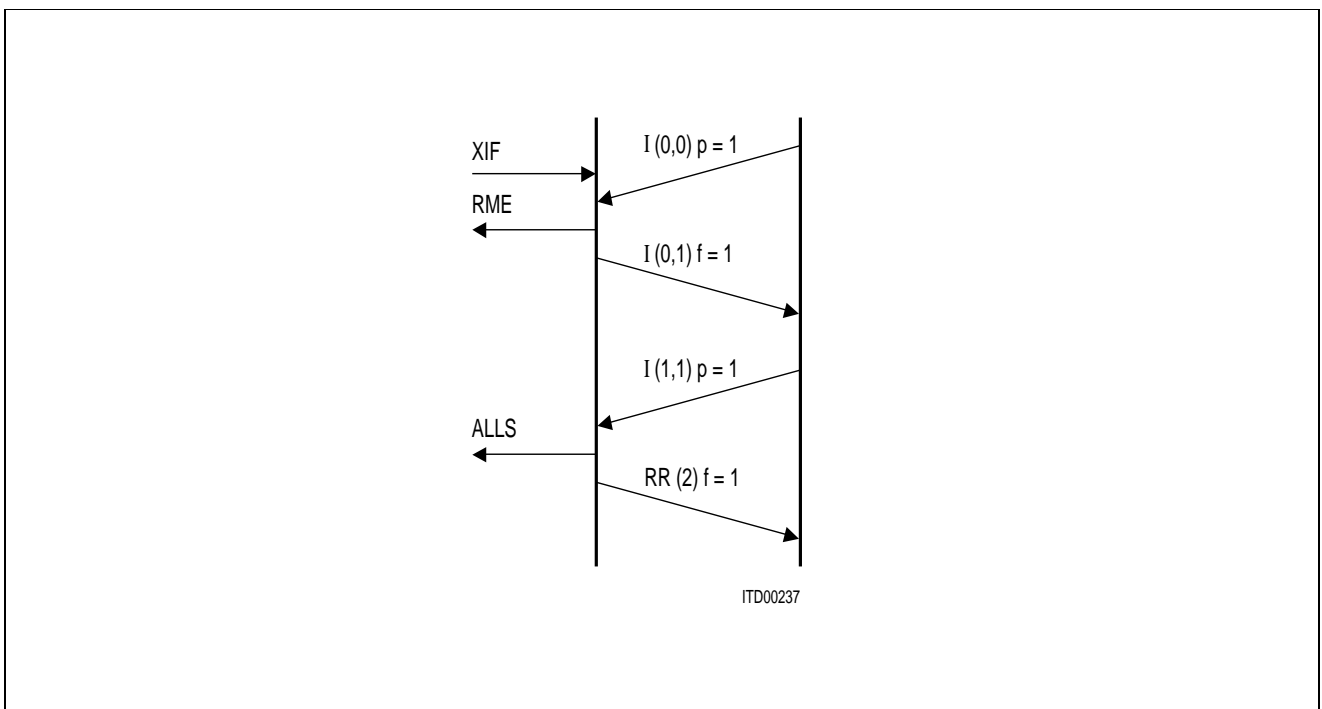 XIF
I (0,0) p = 1
RME
I (0,1) f = 1
I (1,1) p = 1
ALLS
RR (2) f = 1
ITD00237